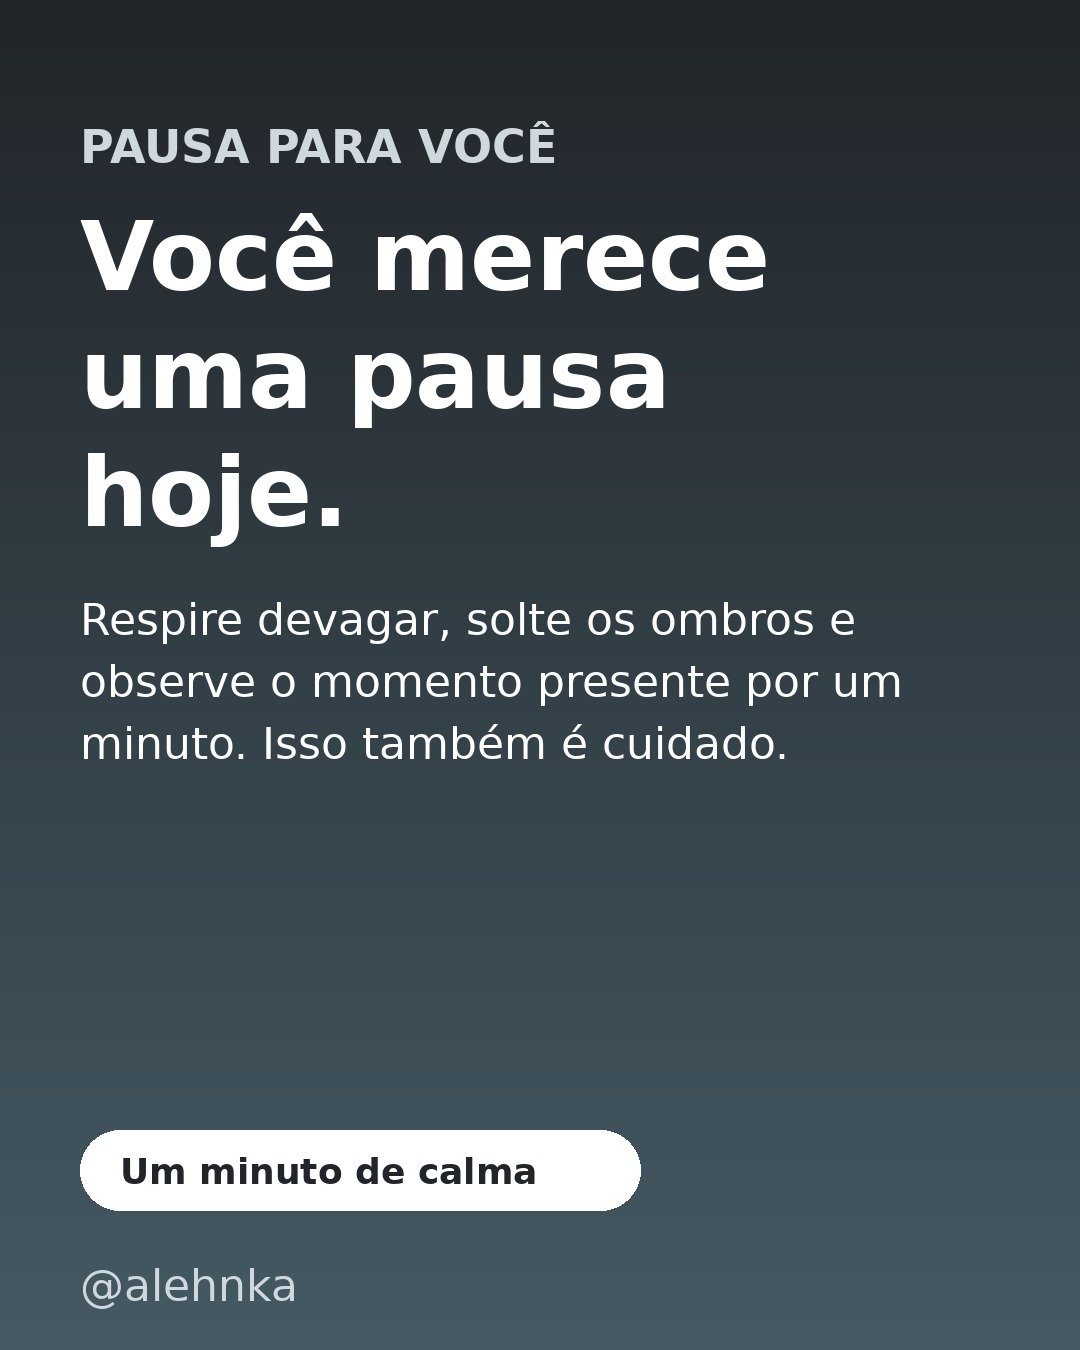 PAUSA PARA VOCÊ
Você merece
uma pausa
hoje.
Respire devagar, solte os ombros e
observe o momento presente por um
minuto. Isso também é cuidado.
Um minuto de calma
@alehnka